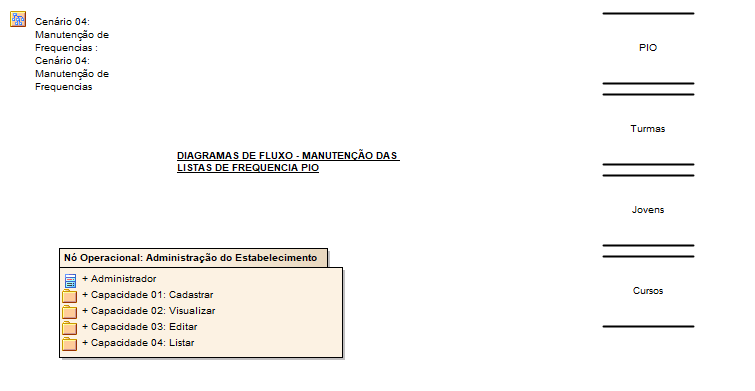 Cenário 04:
Manutenção de
Frequencias :
Cenário 04:
Manutenção de
Frequencias
PIO
Turmas
DIAGRAMAS DE FLUXO - MANUTENÇÃO DAS
LISTAS DE FREQUENCIA PIO
Jovens
Nó Operacional: Administração do Estabelecimento
+ Administrador
+ Capacidade 01: Cadastrar
+ Capacidade 02: Visualizar
+ Capacidade 03: Editar
+ Capacidade 04: Listar
Cursos